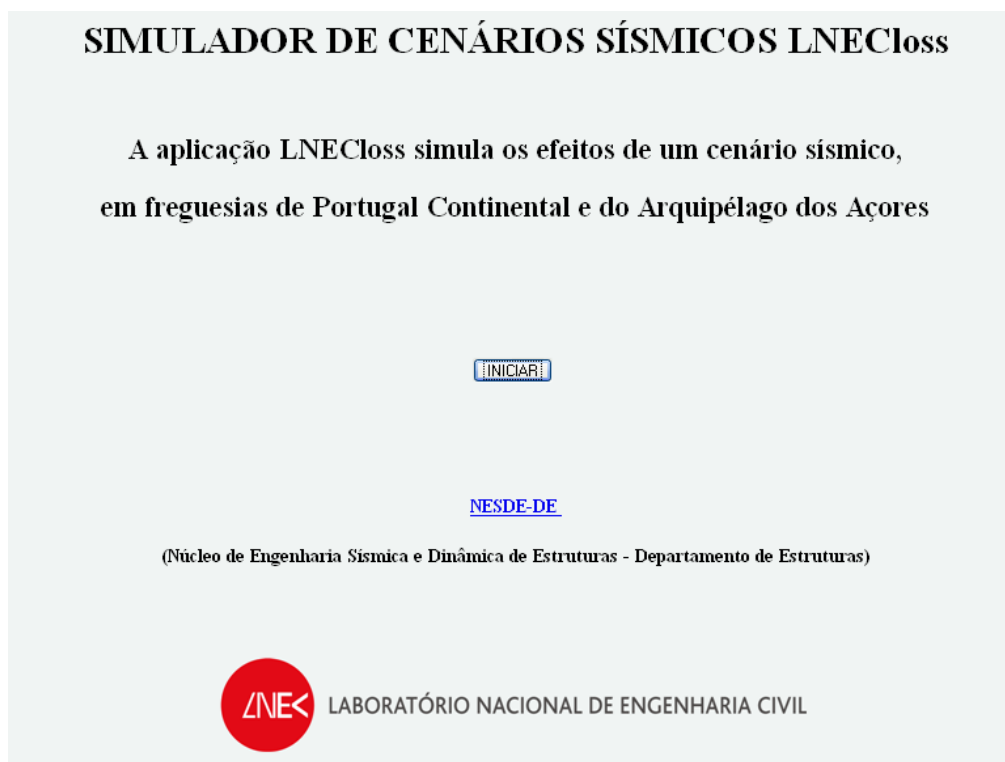 SIMULADOR DE CENÁRIOS SÍSMICOS LNECloss
A aplicação LNECloss simula os efeitos de um cenário sísmico,
em freguesias de Portugal Continental e do Arquipélago dos Açores
INICIAR
NESDE-DE
(Núcleo de Engenharia Sísmica e Dinâmica de Estruturas - Departamento de Estruturas)
LNEC LABORATÓRIO NACIONAL DE ENGENHARIA CIVIL